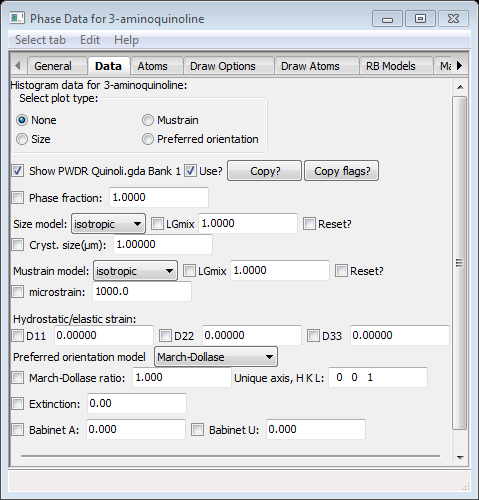 Phase Data for 3-aminoquinoline
Select tab Edit Help
General Data Atoms Draw Options Draw Atoms RB Models Ma
Histogram data for 3-aminoquinoline:
Select plot type:
None Mustrain
Size Preferred orientation
Show PWDR Quinoli.gda Bank 1 Use? Copy? Copy flags?
Phase fraction: 1.0000
Size model: isotropic LGmix 1.0000 Reset?
Cryst. size(µm): 1.00000
Mustrain model: isotropic LGmix 1.0000 Reset?
microstrain: 1000.0
Hydrostatic/elastic strain:
D11 0.00000 D22 0.00000 D33 0.00000
Preferred orientation model March-Dollase
March-Dollase ratio: 1.000 Unique axis, H K L: 0 0 1
Extinction: 0.00
Babinet A: 0.000 Babinet U: 0.000